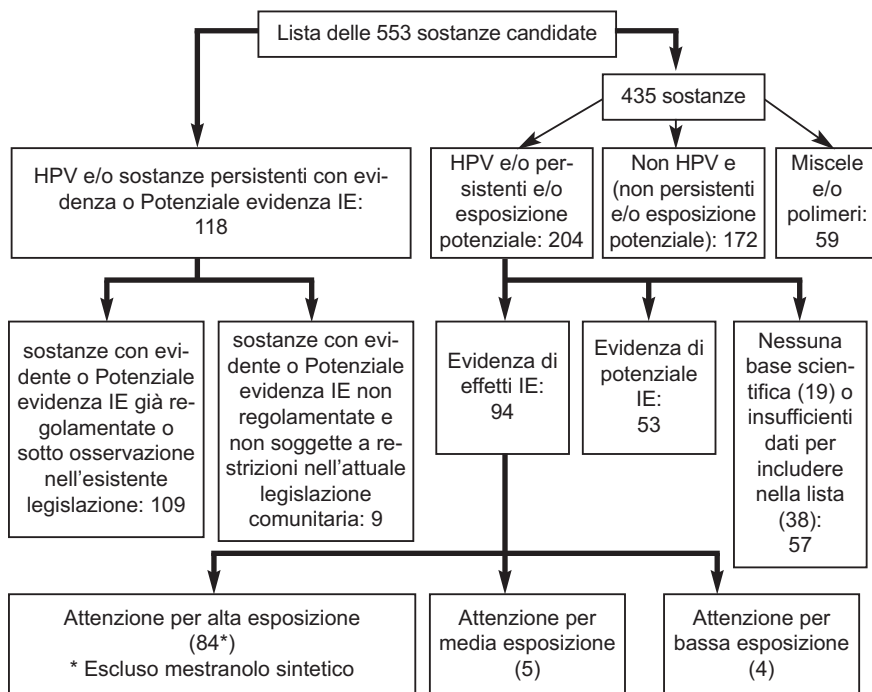 Lista delle 553 sostanze candidate
435 sostanze
HPV e/o sostanze persistenti con evi-
denza o Potenziale evidenza IE:
118
HPV e/o per-
sistenti e/o
esposizione
potenziale: 204
Non HPV e
(non persistenti
e/o esposizione
potenziale): 172
Miscele
e/o
polimeri:
59
sostanze con evi-
dente o Potenziale
evidenza IE già re-
golamentate o
sotto osservazione
nell'esistente
legislazione: 109
sostanze con evi-
dente o Potenziale
evidenza IE non
regolamentate e
non soggette a re-
strizioni nell'attuale
legislazione
comunitaria: 9
Evidenza di
effetti IE:
94
Evidenza di
potenziale
IE:
53
Nessuna
base scien-
tifica (19) o
insufficienti
dati per
includere
nella lista
(38):
57
Attenzione per alta esposizione
(84*)
* Escluso mestranolo sintetico
Attenzione per
media esposizione
(5)
Attenzione per
bassa esposizione
(4)